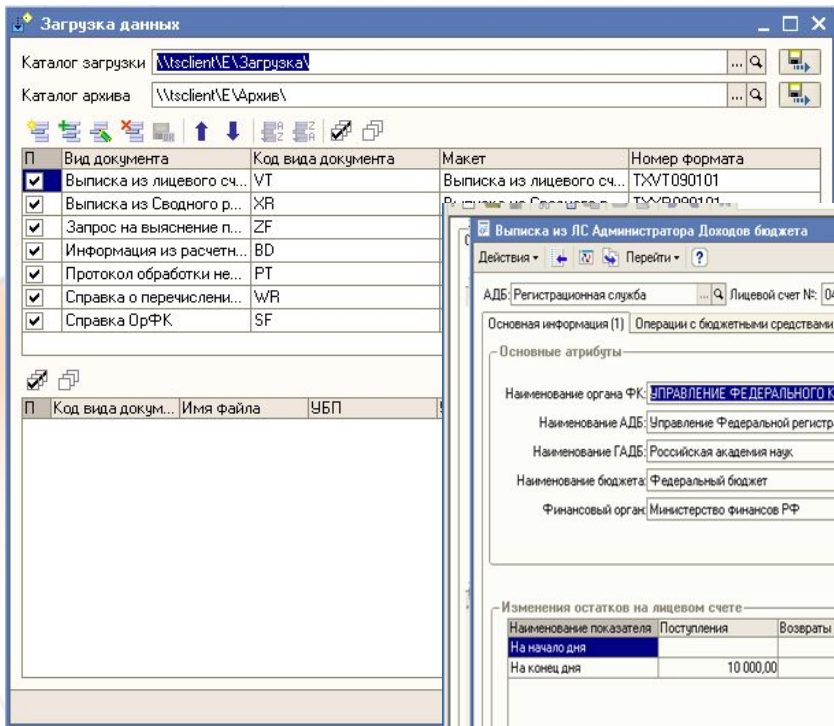 Загрузка данных
Каталог загрузки \\tsclient\E\Загрузка\ ...
Каталог архива \\tsclient\E\Архив\ ...
П Вид документа Код вида документа Макет Номер формата
Выписка из лицевого сч... VT Выписка из лицевого сч... TXVT090101
Выписка из Сводного р... XR
Запрос на выяснение п... ZF
Информация из расчетн... BD
Протокол обработки не... PT
Справка о перечислени... WR
Справка ОрФК SF
П Код вида докум... Имя файла УБП
Выписка из ЛС Администратора Доходов бюджета
Действия Перейти ?
АДБ: Регистрационная служба ... Лицевой счет №: 04
Основная информация (1) Операции с бюджетными средствами
Основные атрибуты
Наименование органа ФК: УПРАВЛЕНИЕ ФЕДЕРАЛЬНОГО К
Наименование АДБ: Управление Федеральной регистр
Наименование ГАДБ: Российская академия наук
Наименование бюджета: Федеральный бюджет
Финансовый орган: Министерство финансов РФ
Изменения остатков на лицевом счете
Наименование показателя Поступления Возвраты
На начало дня
На конец дня 10 000,00